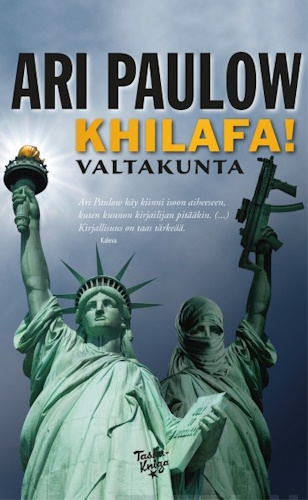 ARI PAULOW
KHILAFA!
VALTAKUNTA
Ari Paulow käy kiinni isoon aiheeseen,
kuten kunnon kirjailijan pitääkin. (...)
Kirjallisuus on taas tärkeää.
Kaleva
Tasku-
Kniga